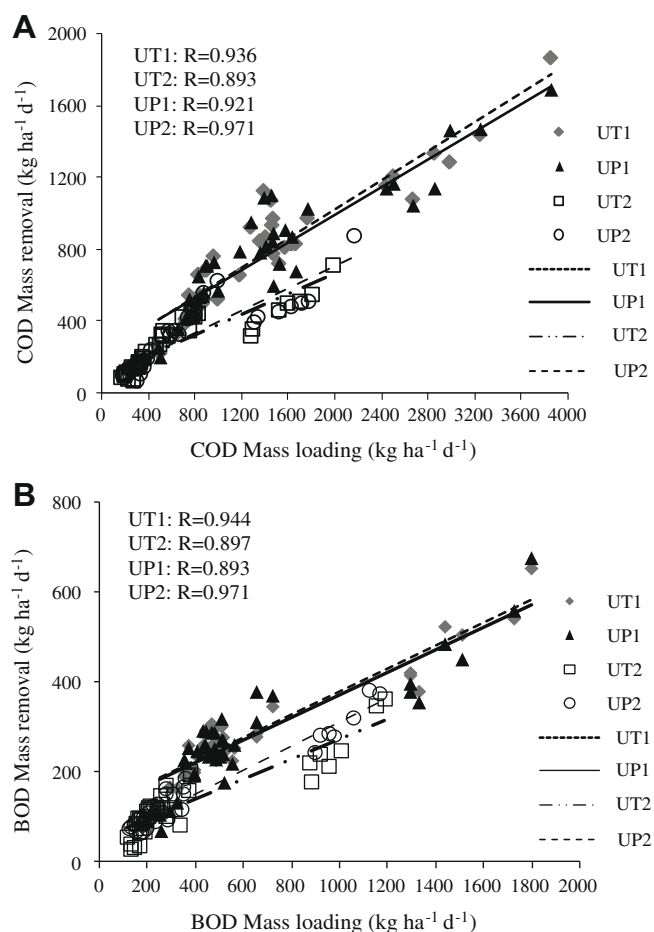 A
COD Mass removal (kg ha⁻¹ d⁻¹)
2000
1600
1200
800
400
0
UT1: R=0.936
UT2: R=0.893
UP1: R=0.921
UP2: R=0.971
UT1
UP1
UT2
UP2
UT1
UP1
UT2
UP2
0 400 800 1200 1600 2000 2400 2800 3200 3600 4000
COD Mass loading (kg ha⁻¹ d⁻¹)
B
BOD Mass removal (kg ha⁻¹ d⁻¹)
800
600
400
200
0
UT1: R=0.944
UT2: R=0.897
UP1: R=0.893
UP2: R=0.971
UT1
UP1
UT2
UP2
UT1
UP1
UT2
UP2
0 200 400 600 800 1000 1200 1400 1600 1800 2000
BOD Mass loading (kg ha⁻¹ d⁻¹)